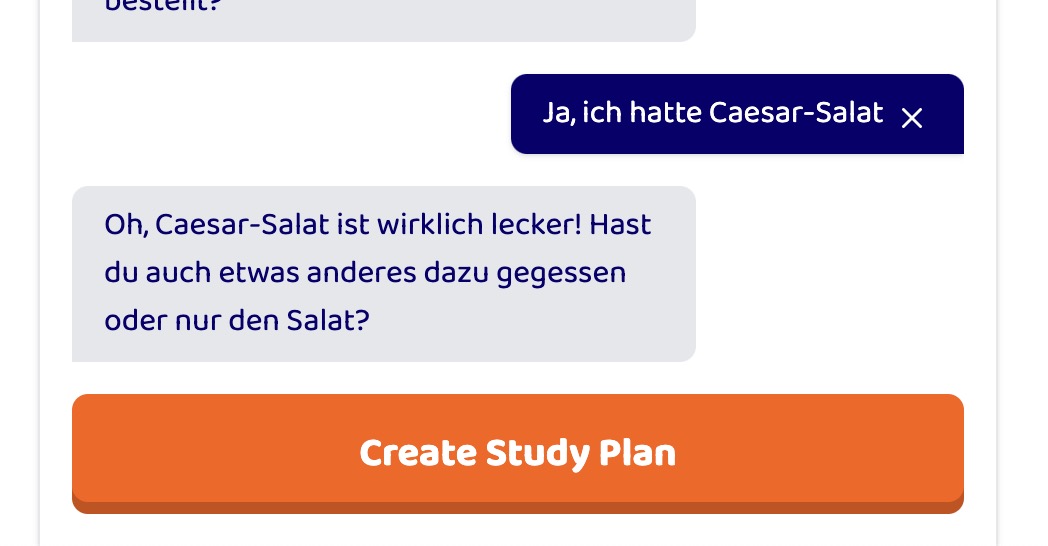 bestellt?
Ja, ich hatte Caesar-Salat
Oh, Caesar-Salat ist wirklich lecker! Hast
du auch etwas anderes dazu gegessen
oder nur den Salat?
Create Study Plan